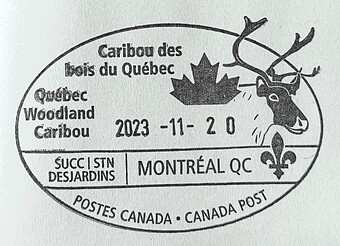 Caribou des
bois du Québec
Québec
Woodland
Caribou
2023 -11- 20
SUCC | STN
DESJARDINS
MONTRÉAL QC
POSTES CANADA • CANADA POST